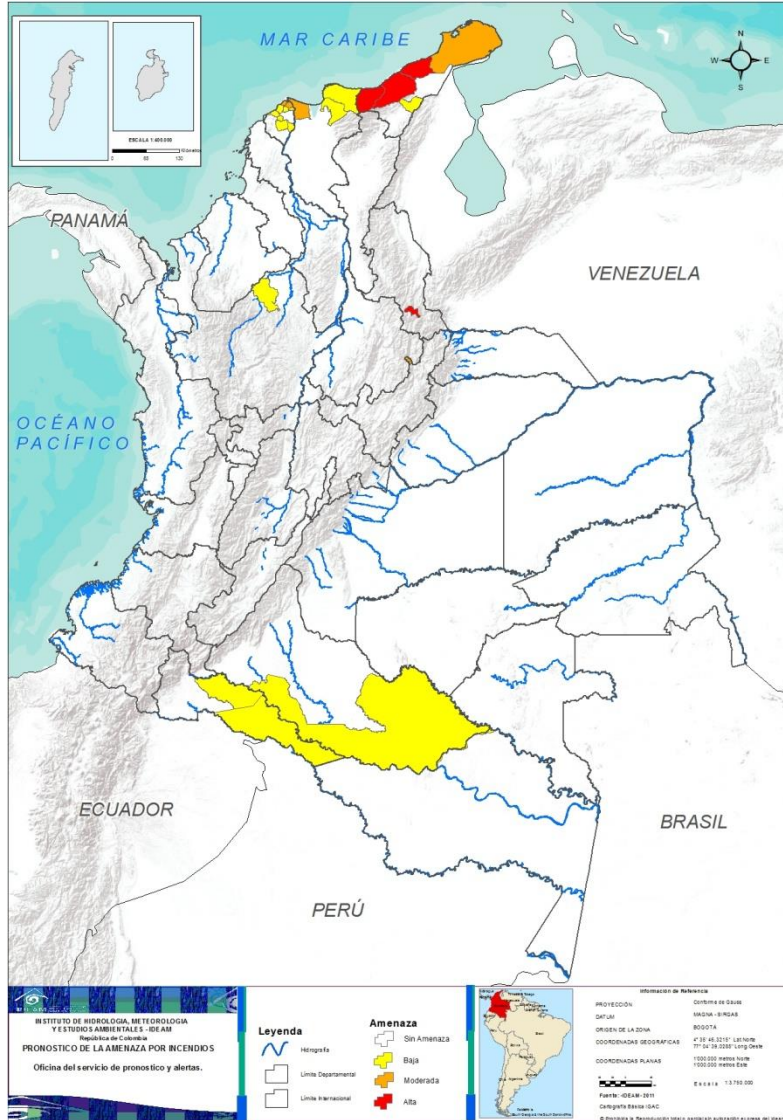 MAR CARIBE
N
W
E
S
ESCALA 1:400.000
PANAMÁ
VENEZUELA
OCÉANO
PACÍFICO
ECUADOR
BRASIL
PERÚ
INSTITUTO DE HIDROLOGIA, METEOROLOGIA
Y ESTUDIOS AMBIENTALES - IDEAM
República de Colombia
PRONOSTICO DE LA AMENAZA POR INCENDIOS
Oficina del servicio de pronostico y alertas.
Leyenda
Hidrografía
Límite Departamental
Límite Internacional
Amenaza
Sin Amenaza
Baja
Moderada
Alta
Información de Referencia
PROYECCIÓN
Conforme de Gauss
DATUM
MAGNA - SIRGAS
ORIGEN DE LA ZONA
BOGOTÁ
COORDENADAS GEOGRÁFICAS
COORDENADAS PLANAS
1'000.000 metros Norte
1'000.000 metros Este
Fuente: ©IDEAM - 2011
Cartografía Básica IGAC